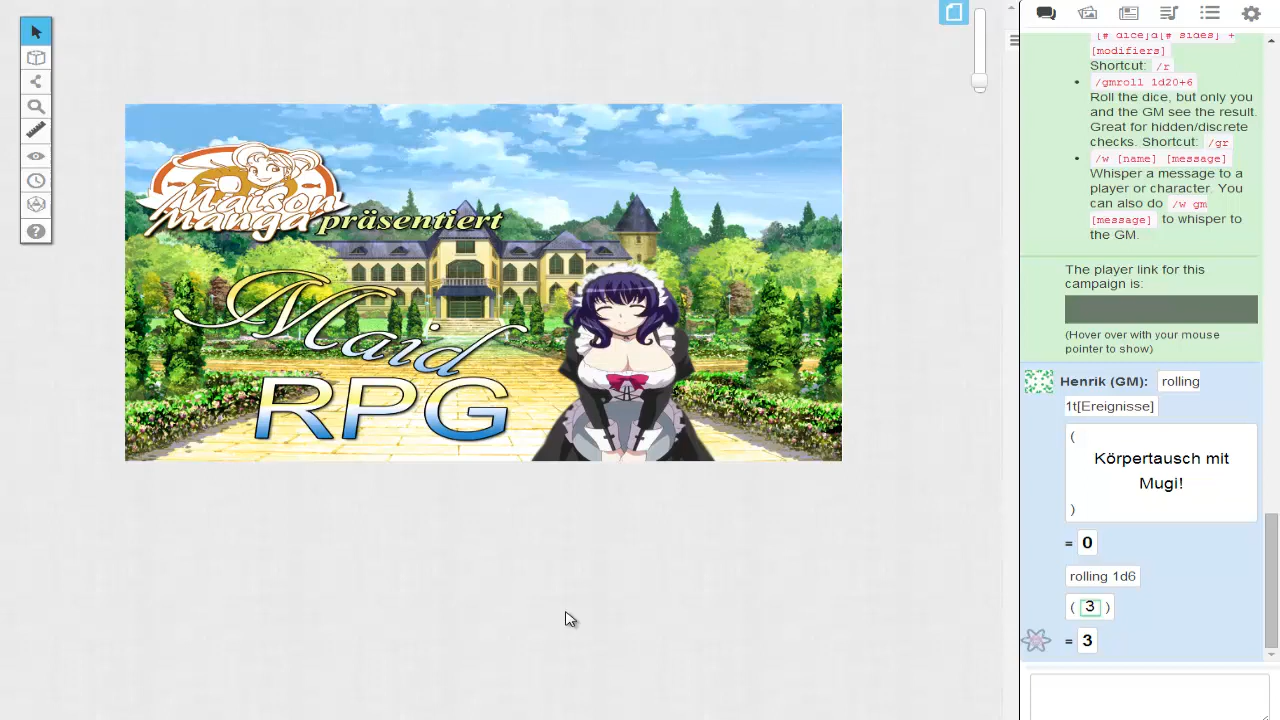 Maison
Manga präsentiert
Maid
RPG
[# dice]d[# sides] +
[modifiers]
Shortcut: /r
/gmroll 1d20+6
Roll the dice, but only you
and the GM see the result.
Great for hidden/discrete
checks. Shortcut: /gr
/w [name] [message]
Whisper a message to a
player or character. You
can also do /w gm
[message] to whisper to
the GM.
The player link for this
campaign is:
(Hover over with your mouse
pointer to show)
Henrik (GM): rolling
1t[Ereignisse]
(
Körpertausch mit
Mugi!
)
= 0
rolling 1d6
( 3 )
= 3